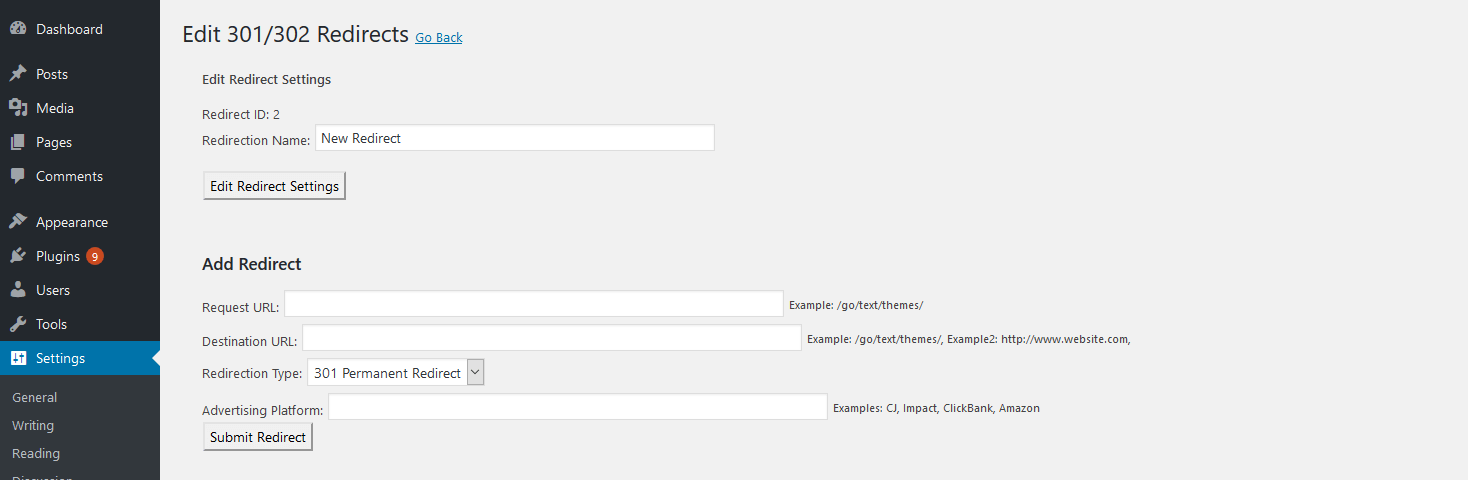 Dashboard
Posts
Media
Pages
Comments
Appearance
Plugins 9
Users
Tools
Settings
General
Writing
Reading
Discussion
Edit 301/302 Redirects Go Back
Edit Redirect Settings
Redirect ID: 2
Redirection Name: New Redirect
Edit Redirect Settings
Add Redirect
Request URL: Example: /go/text/themes/
Destination URL: Example: /go/text/themes/, Example2: http://www.website.com,
Redirection Type: 301 Permanent Redirect
Advertising Platform: Examples: CJ, Impact, ClickBank, Amazon
Submit Redirect